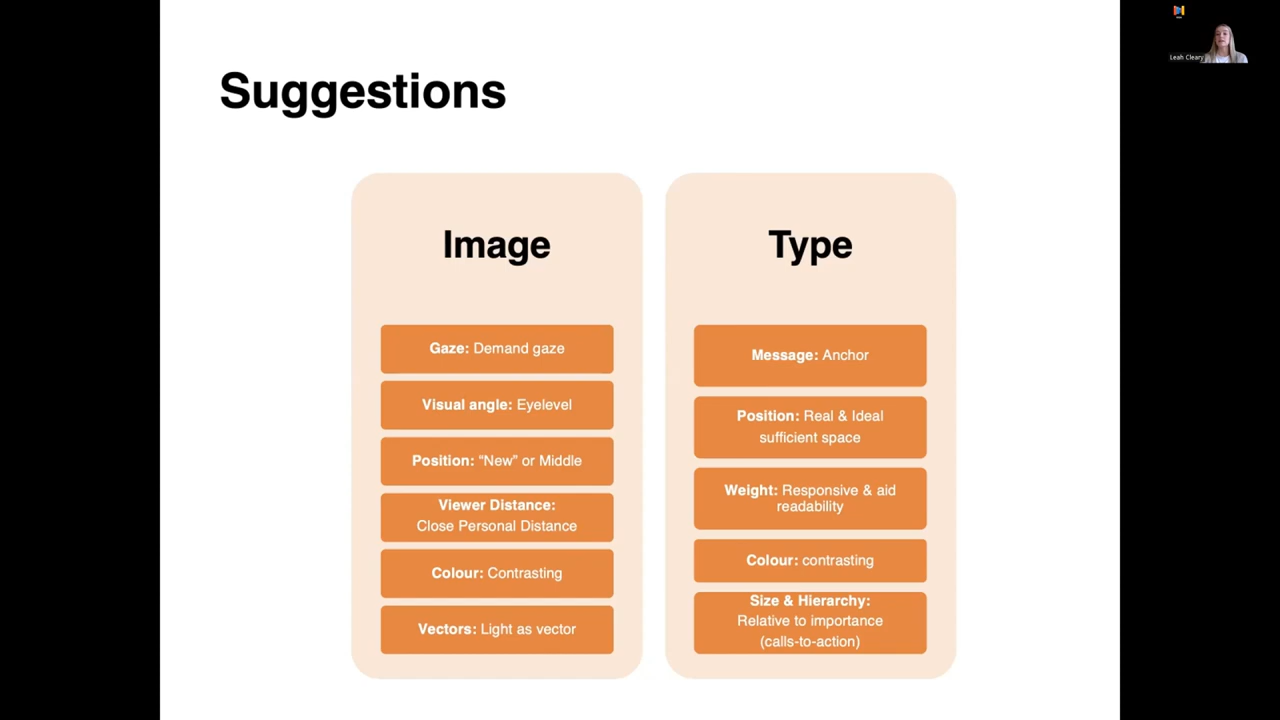 Suggestions
Image
Gaze: Demand gaze
Visual angle: Eyelevel
Position: “New” or Middle
Viewer Distance:
Close Personal Distance
Colour: Contrasting
Vectors: Light as vector
Type
Message: Anchor
Position: Real & Ideal
sufficient space
Weight: Responsive & aid
readability
Colour: contrasting
Size & Hierarchy:
Relative to importance
(calls-to-action)
Leah Cleary